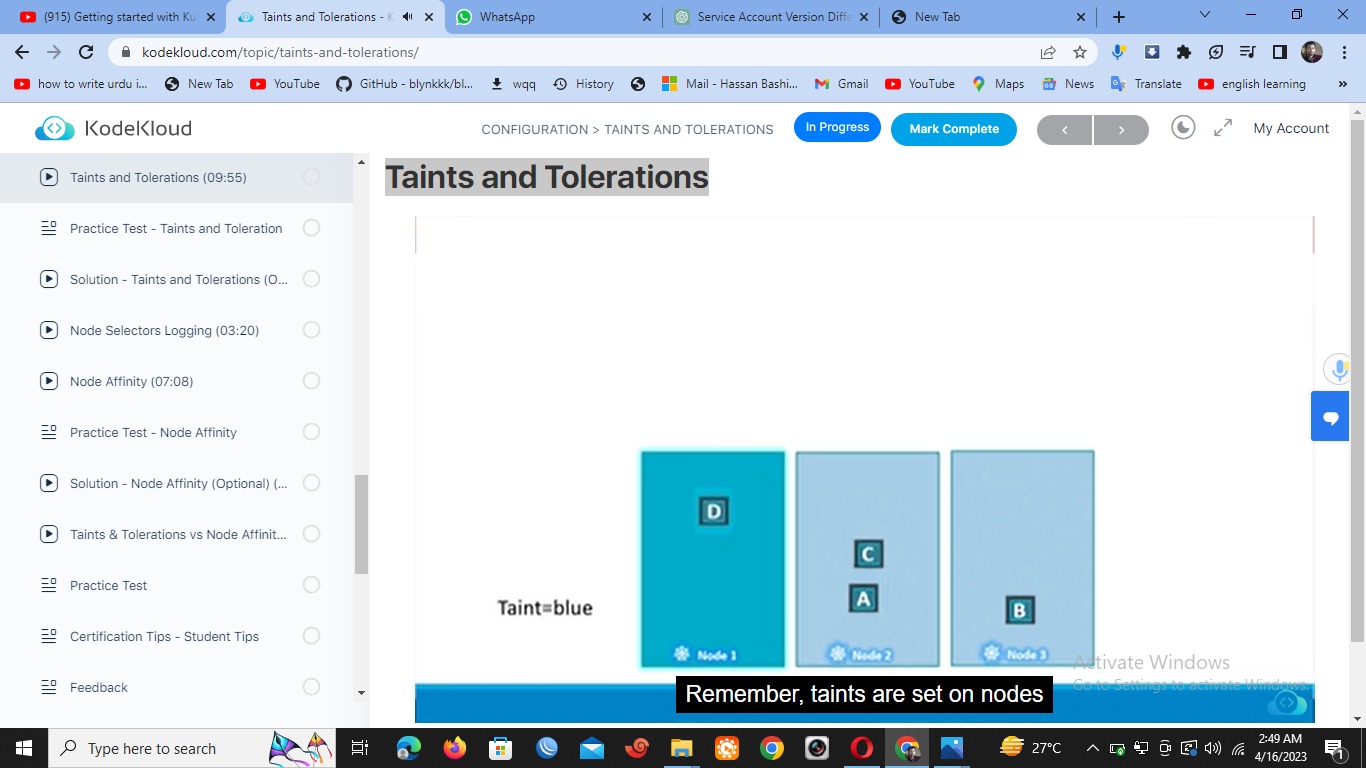 (915) Getting started with Ku
Taints and Tolerations - K
WhatsApp
Service Account Version Diffe
New Tab
kodekloud.com/topic/taints-and-tolerations/
how to write urdu i...
New Tab
YouTube
GitHub - blynkkk/bl...
wqq
History
Mail - Hassan Bashi...
Gmail
YouTube
Maps
News
Translate
english learning
KodeKloud
CONFIGURATION > TAINTS AND TOLERATIONS
In Progress
Mark Complete
My Account
Taints and Tolerations (09:55)
Practice Test - Taints and Toleration
Solution - Taints and Tolerations (O...
Node Selectors Logging (03:20)
Node Affinity (07:08)
Practice Test - Node Affinity
Solution - Node Affinity (Optional) (...
Taints & Tolerations vs Node Affinit...
Practice Test
Certification Tips - Student Tips
Feedback
Taints and Tolerations
D
C
A
B
Taint=blue
Node 1
Node 2
Node 3
Remember, taints are set on nodes
Activate Windows
Go to Settings to activate Windows.
Type here to search
27°C
2:49 AM
4/16/2023
1